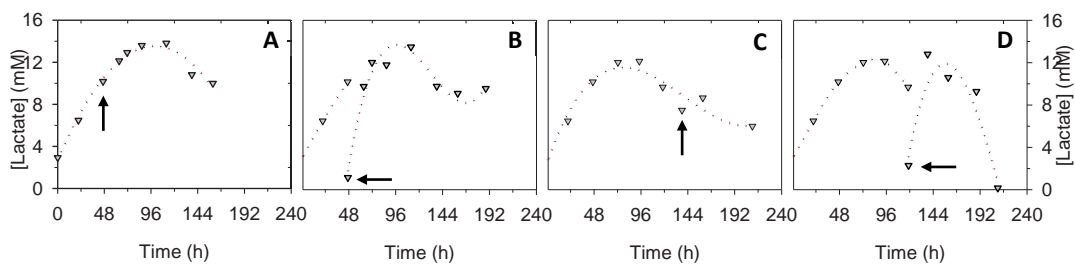 16
12
8
4
0
[Lactate] (mM)
A
B
C
D
16
12
8
4
0
[Lactate] (mM)
0 48 96 144 192 240
48 96 144 192 240
48 96 144 192 240
48 96 144 192 240
Time (h)
Time (h)
Time (h)
Time (h)